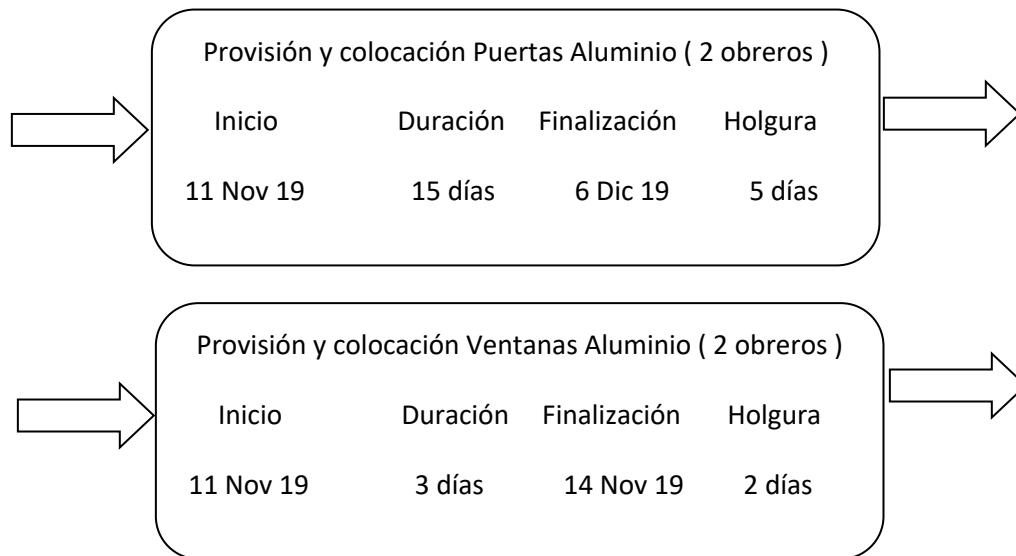 Provisión y colocación Puertas Aluminio ( 2 obreros )
Inicio Duración Finalización Holgura
11 Nov 19 15 días 6 Dic 19 5 días
Provisión y colocación Ventanas Aluminio ( 2 obreros )
Inicio Duración Finalización Holgura
11 Nov 19 3 días 14 Nov 19 2 días